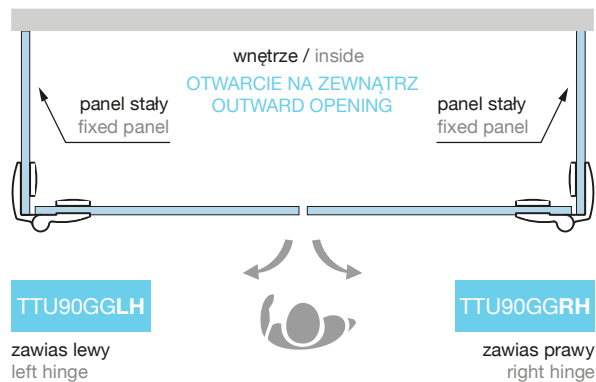 wnętrze / inside
OTWARCIE NA ZEWNĄTRZ
OUTWARD OPENING
panel stały
fixed panel
panel stały
fixed panel
TTU90GGLH
zawias lewy
left hinge
TTU90GGRH
zawias prawy
right hinge